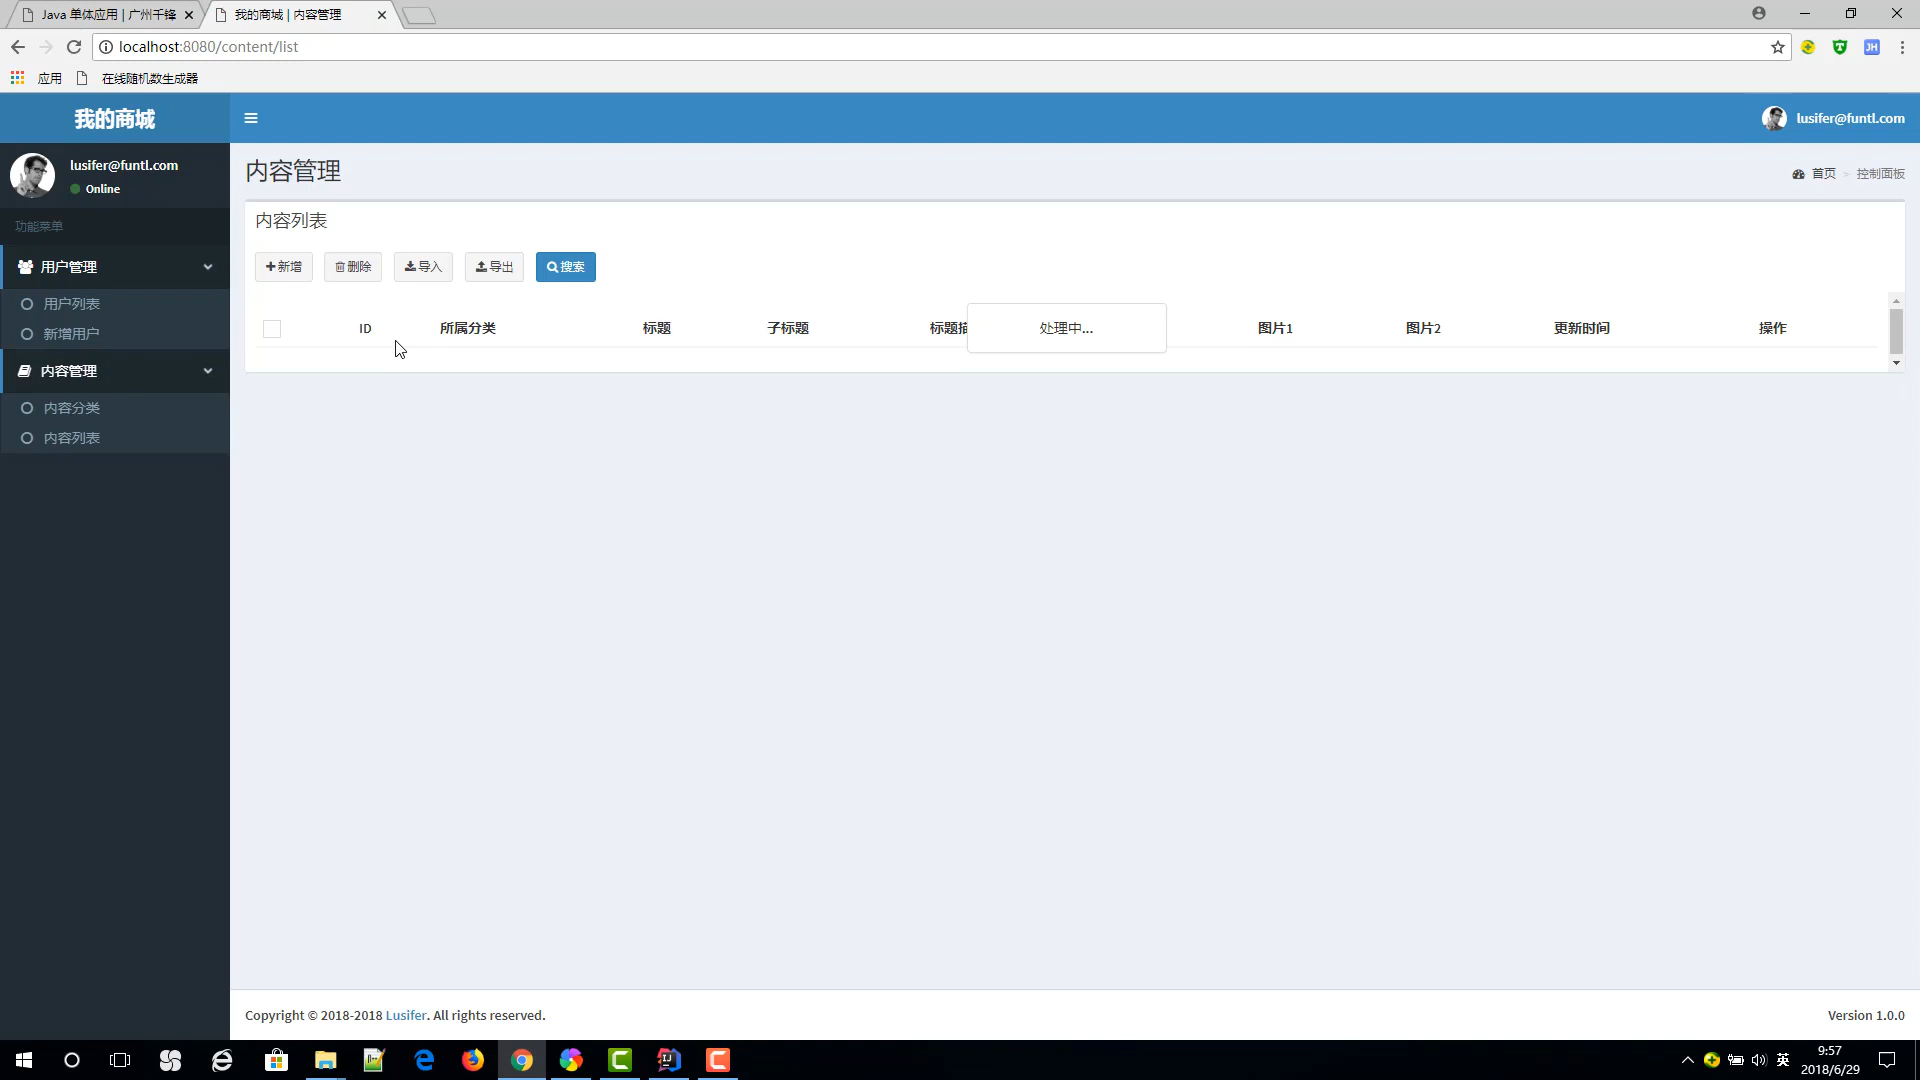 Java 单体应用 | 广州千锋
我的商城 | 内容管理
localhost:8080/content/list
应用
在线随机数生成器
我的商城
lusifer@funtl.com
lusifer@funtl.com
Online
功能菜单
用户管理
用户列表
新增用户
内容管理
内容分类
内容列表
内容管理
首页 > 控制面板
内容列表
新增 删除 导入 导出 搜索
ID 所属分类 标题 子标题 标题描 处理中... 图片1 图片2 更新时间 操作
Copyright © 2018-2018 Lusifer. All rights reserved.
Version 1.0.0
英
9:57
2018/6/29